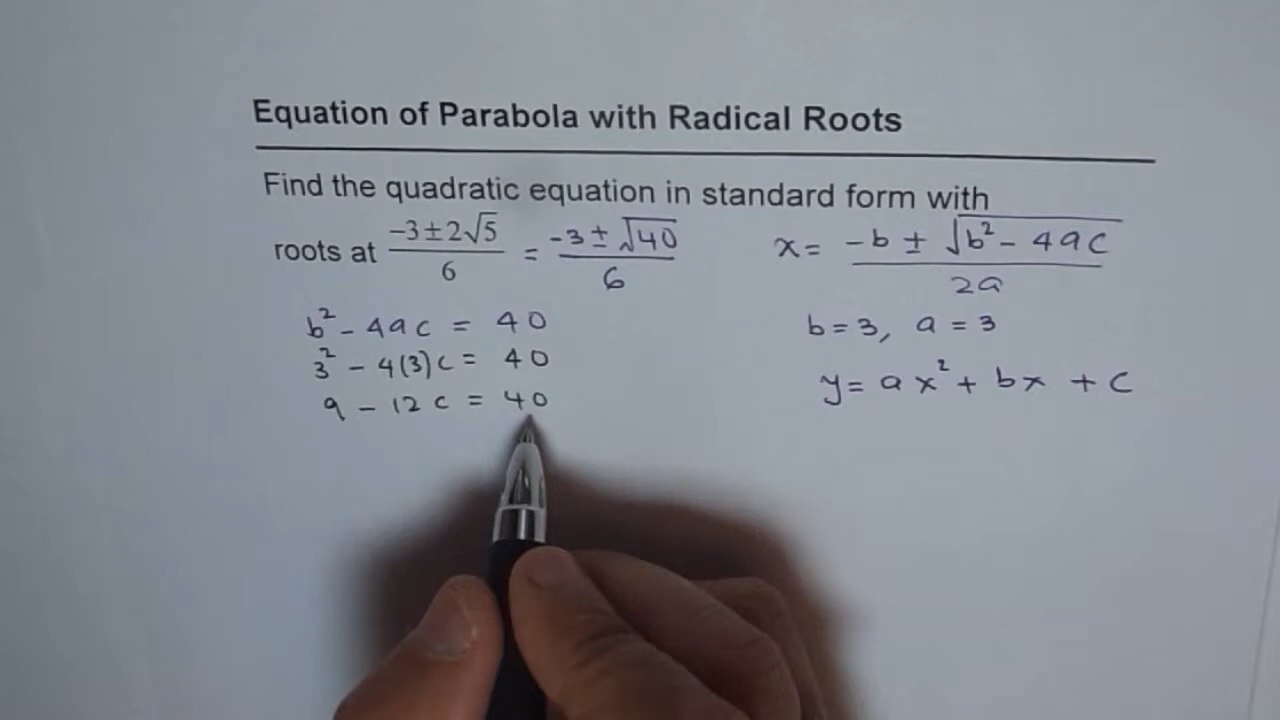 Equation of Parabola with Radical Roots
Find the quadratic equation in standard form with
roots at (-3±2√5)/6 = (-3±√40)/6
x = (-b ± √(b² - 4ac))/(2a)
b² - 4ac = 40
b = 3, a = 3
3² - 4(3)c = 40
y = ax² + bx + c
9 - 12c = 40